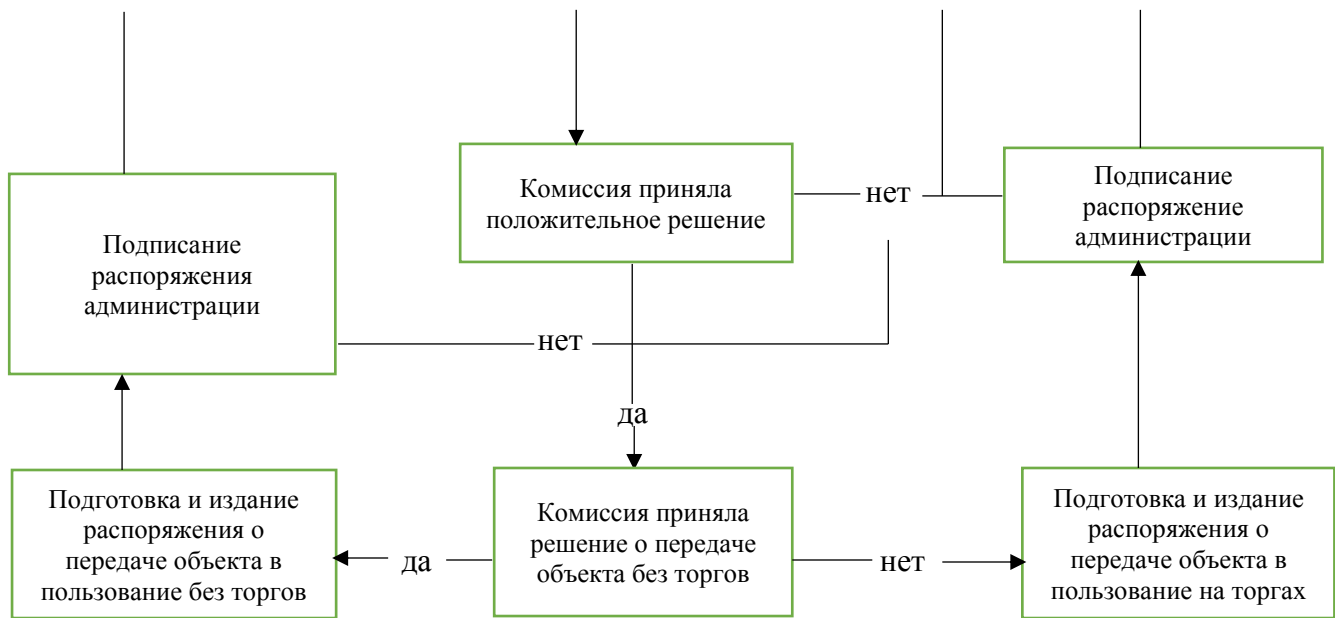 Комиссия приняла
положительное решение
нет
Подписание
распоряжение
администрации
Подписание
распоряжения
администрации
нет
да
Подготовка и издание
распоряжения о
передаче объекта в
пользование без торгов
да
Комиссия приняла
решение о передаче
объекта без торгов
нет
Подготовка и издание
распоряжения о
передаче объекта в
пользование на торгах